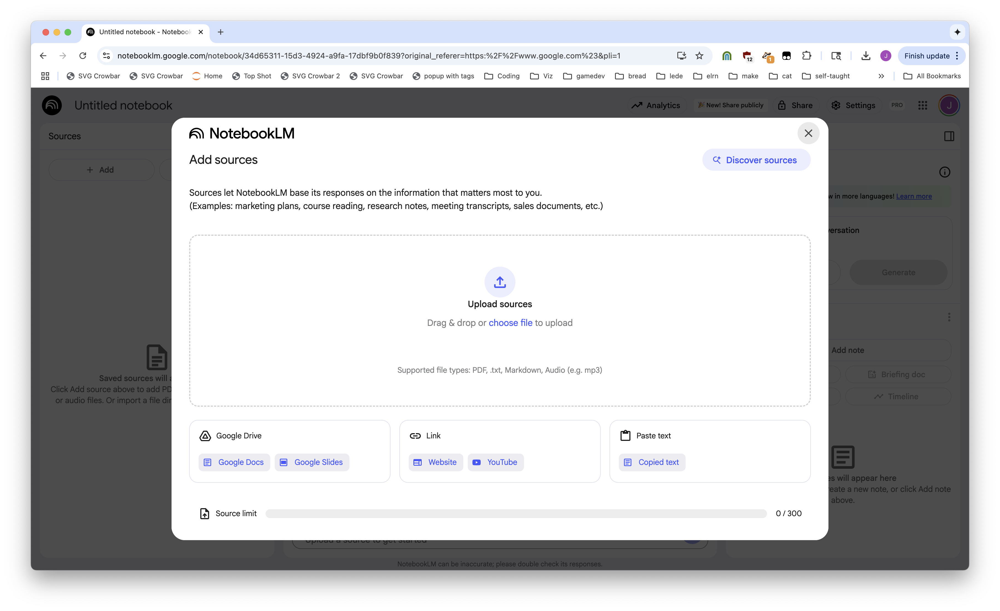 Untitled notebook - Notebook
notebooklm.google.com/notebook/34d65311-15d3-4924-a9fa-17dbf9b0f839?original_referer=https:%2F%2Fwww.google.com%23&pli=1
12
1
J
Finish update
SVG Crowbar
SVG Crowbar
Home
Top Shot
SVG Crowbar 2
SVG Crowbar
popup with tags
Coding
Viz
gamedev
bread
lede
elrn
make
cat
self-taught
All Bookmarks
Untitled notebook
Analytics
New! Share publicly
Share
Settings
PRO
J
Sources
+ Add
Saved sources will
Click Add source above to add PD
or audio files. Or import a file dir
NotebookLM
Add sources
Discover sources
Sources let NotebookLM base its responses on the information that matters most to you.
(Examples: marketing plans, course reading, research notes, meeting transcripts, sales documents, etc.)
Upload sources
Drag & drop or choose file to upload
Supported file types: PDF, .txt, Markdown, Audio (e.g. mp3)
Google Drive
Google Docs
Google Slides
Link
Website
YouTube
Paste text
Copied text
Source limit
0 / 300
Upload a source to get started
w in more languages! Learn more
ersation
Generate
Add note
Briefing doc
Timeline
es will appear here
eate a new note, or click Add note
above.
NotebookLM can be inaccurate; please double check its responses.